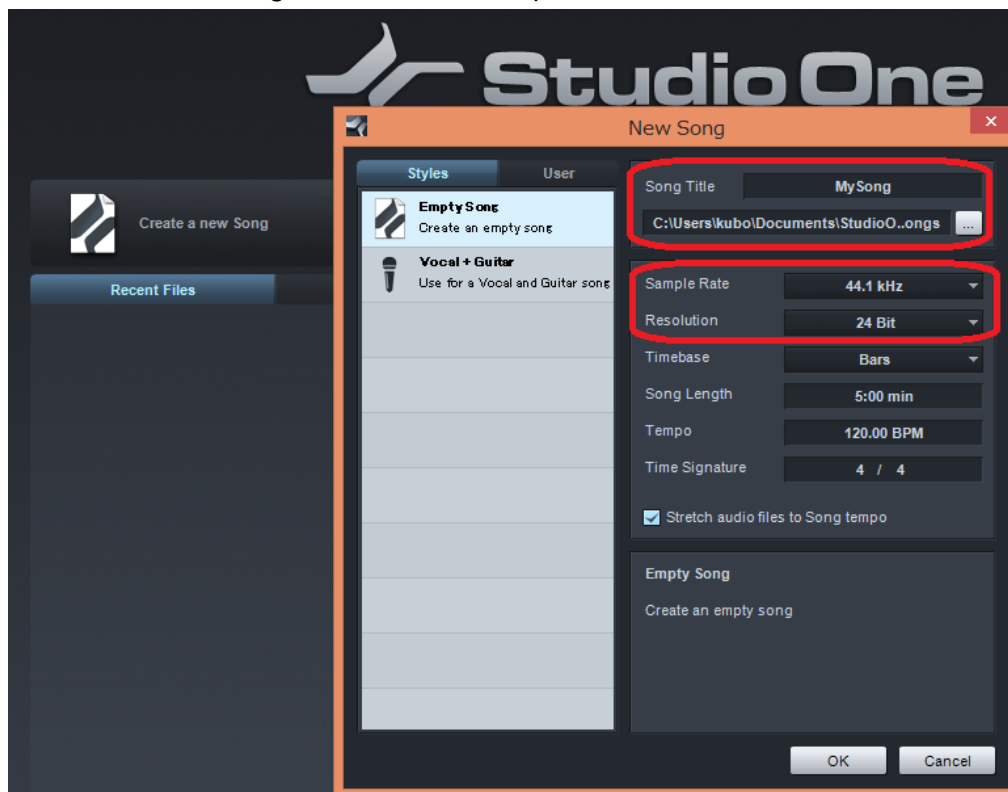 Studio One
New Song
Styles User
Empty Song
Create an empty song
Vocal + Guitar
Use for a Vocal and Guitar song
Song Title MySong
C:\Users\kubo\Documents\StudioO..ongs ...
Sample Rate 44.1 kHz
Resolution 24 Bit
Timebase Bars
Song Length 5:00 min
Tempo 120.00 BPM
Time Signature 4 / 4
Stretch audio files to Song tempo
Empty Song
Create an empty song
OK Cancel
Create a new Song
Recent Files